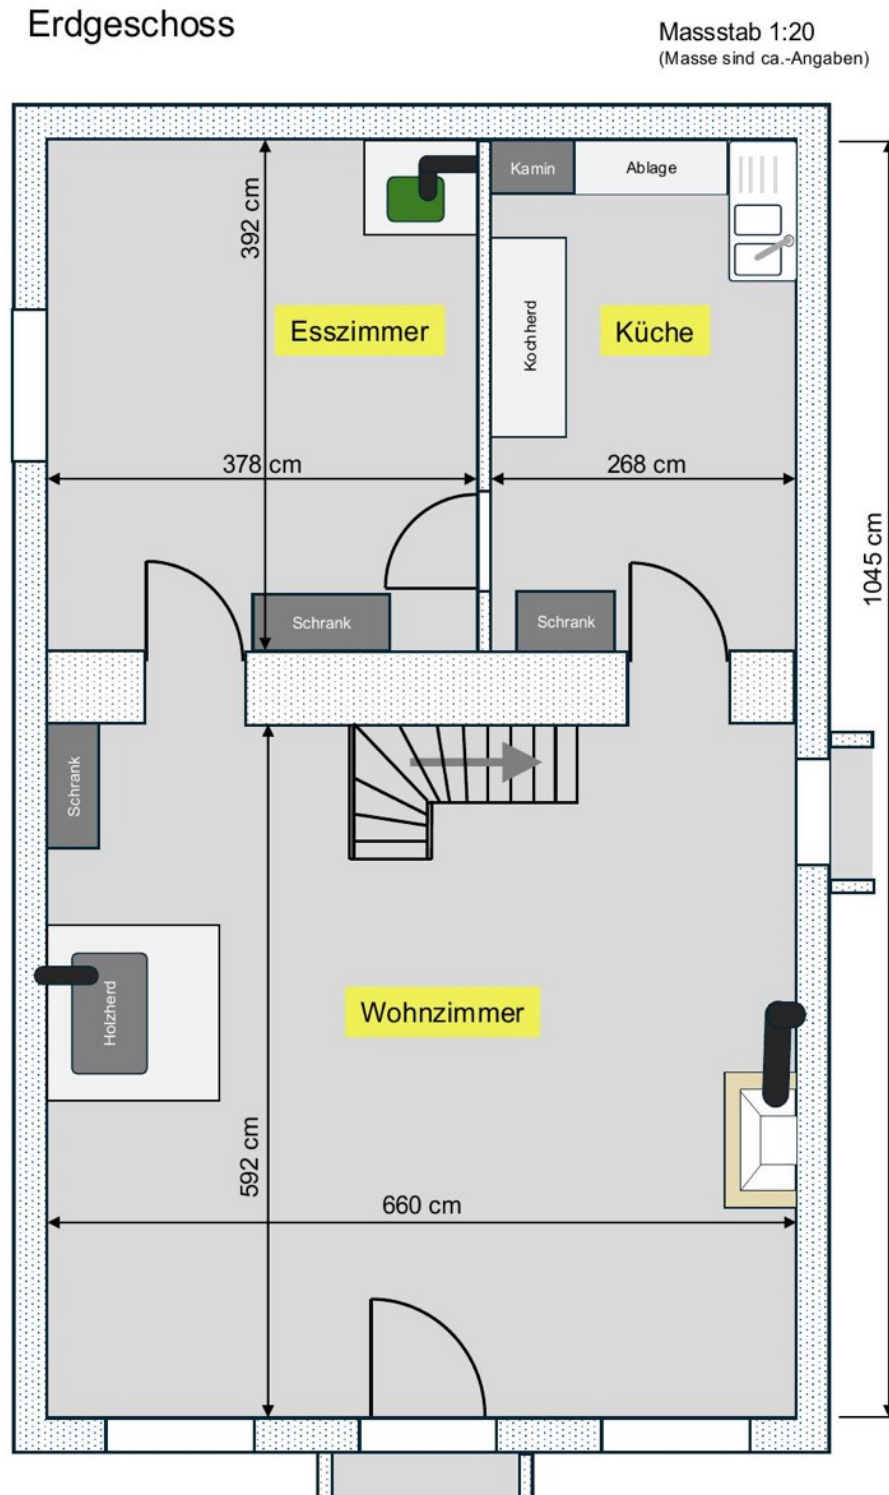 Erdgeschoss
Massstab 1:20
(Masse sind ca.-Angaben)
Kamin
Ablage
392 cm
Kochherd
Esszimmer
Küche
378 cm
268 cm
1045 cm
Schrank
Schrank
Schrank
Holzherd
Wohnzimmer
592 cm
660 cm